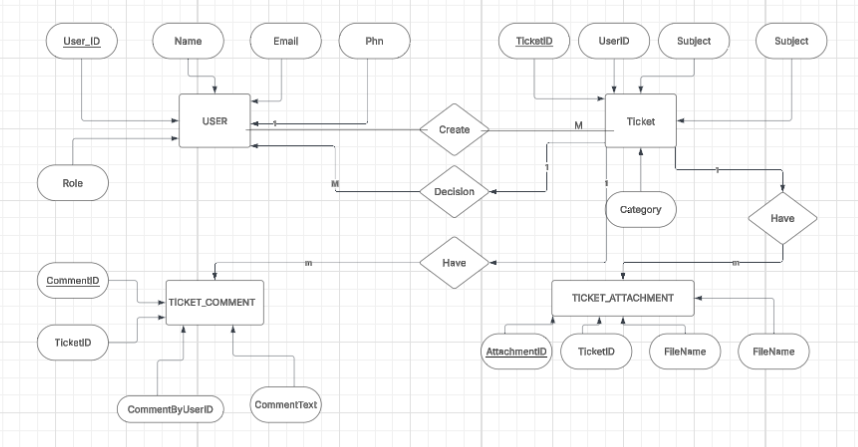 User_ID
Name
Email
Phn
TicketID
UserID
Subject
Subject
USER
1
Create
M
Ticket
1
M
Decision
1
1
Role
Category
Have
Have
m
m
CommentID
TICKET_COMMENT
TICKET_ATTACHMENT
TicketID
AttachmentID
TicketID
FileName
FileName
CommentByUserID
CommentText